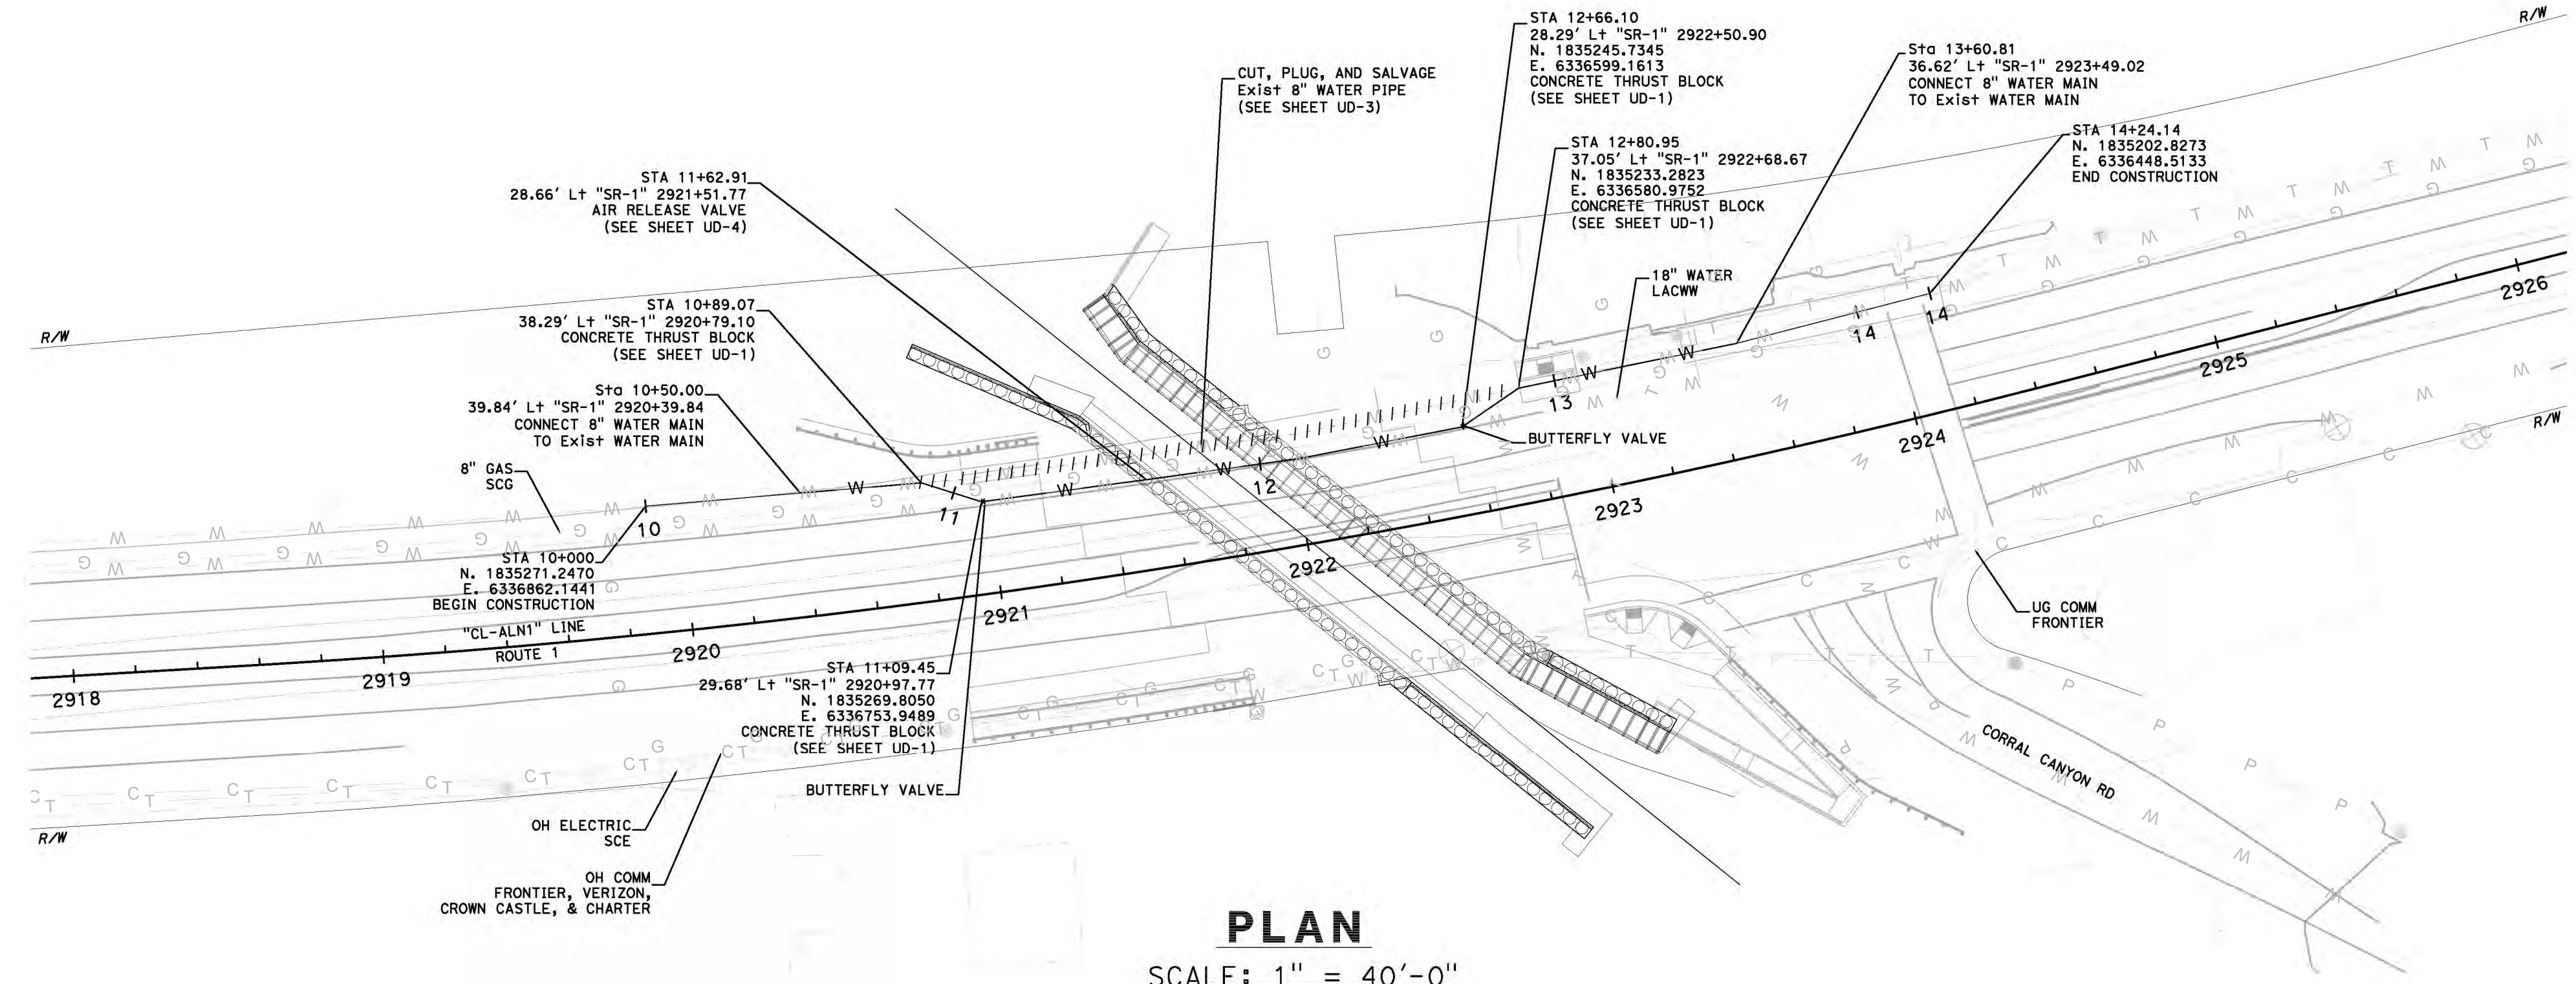 STA 12+66.10
28.29' Lt "SR-1" 2922+50.90
N. 1835245.7345
E. 6336599.1613
CONCRETE THRUST BLOCK
(SEE SHEET UD-1)
R/W
Sta 13+60.81
36.62' Lt "SR-1" 2923+49.02
CONNECT 8" WATER MAIN
TO Exist WATER MAIN
CUT, PLUG, AND SALVAGE
Exist 8" WATER PIPE
(SEE SHEET UD-3)
STA 14+24.14
N. 1835202.8273
E. 6336448.5133
END CONSTRUCTION
STA 12+80.95
37.05' Lt "SR-1" 2922+68.67
N. 1835233.2823
E. 6336580.9752
CONCRETE THRUST BLOCK
(SEE SHEET UD-1)
STA 11+62.91
28.66' Lt "SR-1" 2921+51.77
AIR RELEASE VALVE
(SEE SHEET UD-4)
18" WATER
LACWW
STA 10+89.07
38.29' Lt "SR-1" 2920+79.10
CONCRETE THRUST BLOCK
(SEE SHEET UD-1)
R/W
Sta 10+50.00
39.84' Lt "SR-1" 2920+39.84
CONNECT 8" WATER MAIN
TO Exist WATER MAIN
8" GAS
SCG
BUTTERFLY VALVE
R/W
10
11
12
13
14
14
STA 10+000
N. 1835271.2470
E. 6336862.1441
BEGIN CONSTRUCTION
"CL-ALN1" LINE
ROUTE 1
2918
2919
2920
2921
2922
2923
2924
2925
2926
UG COMM
FRONTIER
STA 11+09.45
29.68' Lt "SR-1" 2920+97.77
N. 1835269.8050
E. 6336753.9489
CONCRETE THRUST BLOCK
(SEE SHEET UD-1)
BUTTERFLY VALVE
CORRAL CANYON RD
R/W
OH ELECTRIC
SCE
OH COMM
FRONTIER, VERIZON,
CROWN CASTLE, & CHARTER
PLAN
SCALE: 1" = 40'-0"